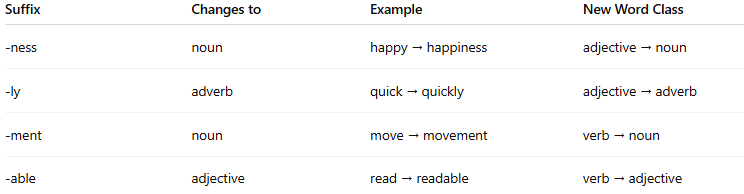 Suffix Changes to Example New Word Class
-ness noun happy → happiness adjective → noun
-ly adverb quick → quickly adjective → adverb
-ment noun move → movement verb → noun
-able adjective read → readable verb → adjective